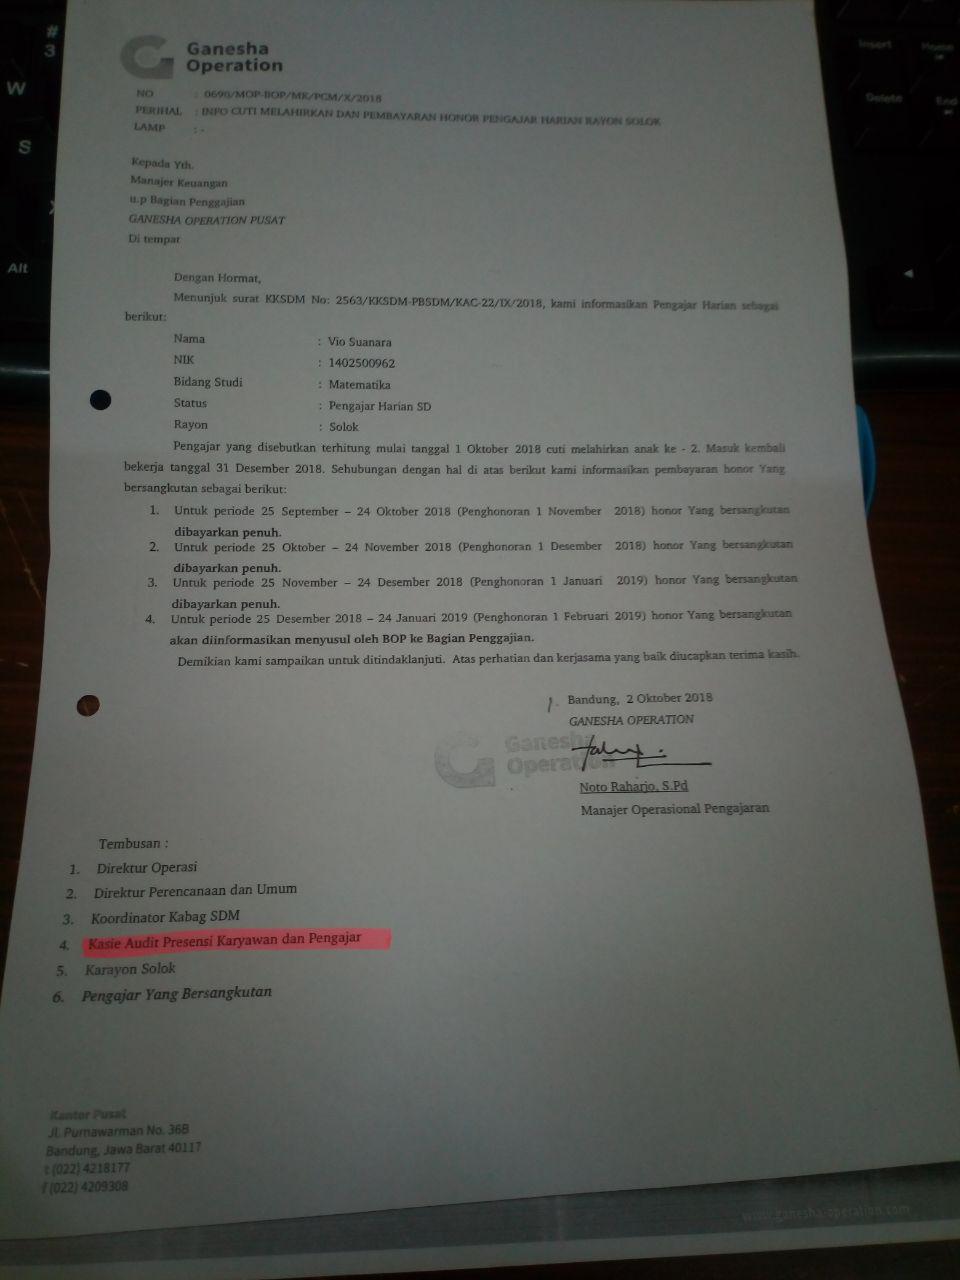 Ganesha
Operation
NO : 0690/MOP-BOP/MK/PGM/X/2018
PERIHAL : INFO CUTI MELAHIRKAN DAN PEMBAYARAN HONOR PENGAJAR HARIAN RAYON SOLOK
LAMP : -
Kepada Yth.
Manajer Keuangan
u.p Bagian Penggajian
GANESHA OPERATION PUSAT
Di tempat
Dengan Hormat,
Menunjuk surat KKSDM No: 2563/KKSDM-PBSDM/KAC-22/IX/2018, kami informasikan Pengajar Harian sebagai
berikut:
Nama : Vio Suanara
NIK : 1402500962
Bidang Studi : Matematika
Status : Pengajar Harian SD
Rayon : Solok
Pengajar yang disebutkan terhitung mulai tanggal 1 Oktober 2018 cuti melahirkan anak ke - 2. Masuk kembali
bekerja tanggal 31 Desember 2018. Sehubungan dengan hal di atas berikut kami informasikan pembayaran honor Yang
bersangkutan sebagai berikut:
1. Untuk periode 25 September – 24 Oktober 2018 (Penghonoran 1 November 2018) honor Yang bersangkutan
dibayarkan penuh.
2. Untuk periode 25 Oktober – 24 November 2018 (Penghonoran 1 Desember 2018) honor Yang bersangkutan
dibayarkan penuh.
3. Untuk periode 25 November – 24 Desember 2018 (Penghonoran 1 Januari 2019) honor Yang bersangkutan
dibayarkan penuh.
4. Untuk periode 25 Desember 2018 – 24 Januari 2019 (Penghonoran 1 Februari 2019) honor Yang bersangkutan
akan diinformasikan menyusul oleh BOP ke Bagian Penggajian.
Demikian kami sampaikan untuk ditindaklanjuti. Atas perhatian dan kerjasama yang baik diucapkan terima kasih.
Bandung, 2 Oktober 2018
GANESHA OPERATION
Ganesha
Operation
Noto Raharjo, S.Pd
Manajer Operasional Pengajaran
Tembusan :
1. Direktur Operasi
2. Direktur Perencanaan dan Umum
3. Koordinator Kabag SDM
4. Kasie Audit Presensi Karyawan dan Pengajar
5. Karayon Solok
6. Pengajar Yang Bersangkutan
Kantor Pusat
Jl. Purnawarman No. 36B
Bandung, Jawa Barat 40117
t (022) 4218177
f (022) 4209308
www.ganesha-operation.com
#
3
W
S
Alt
Insert
Home
Delete
End